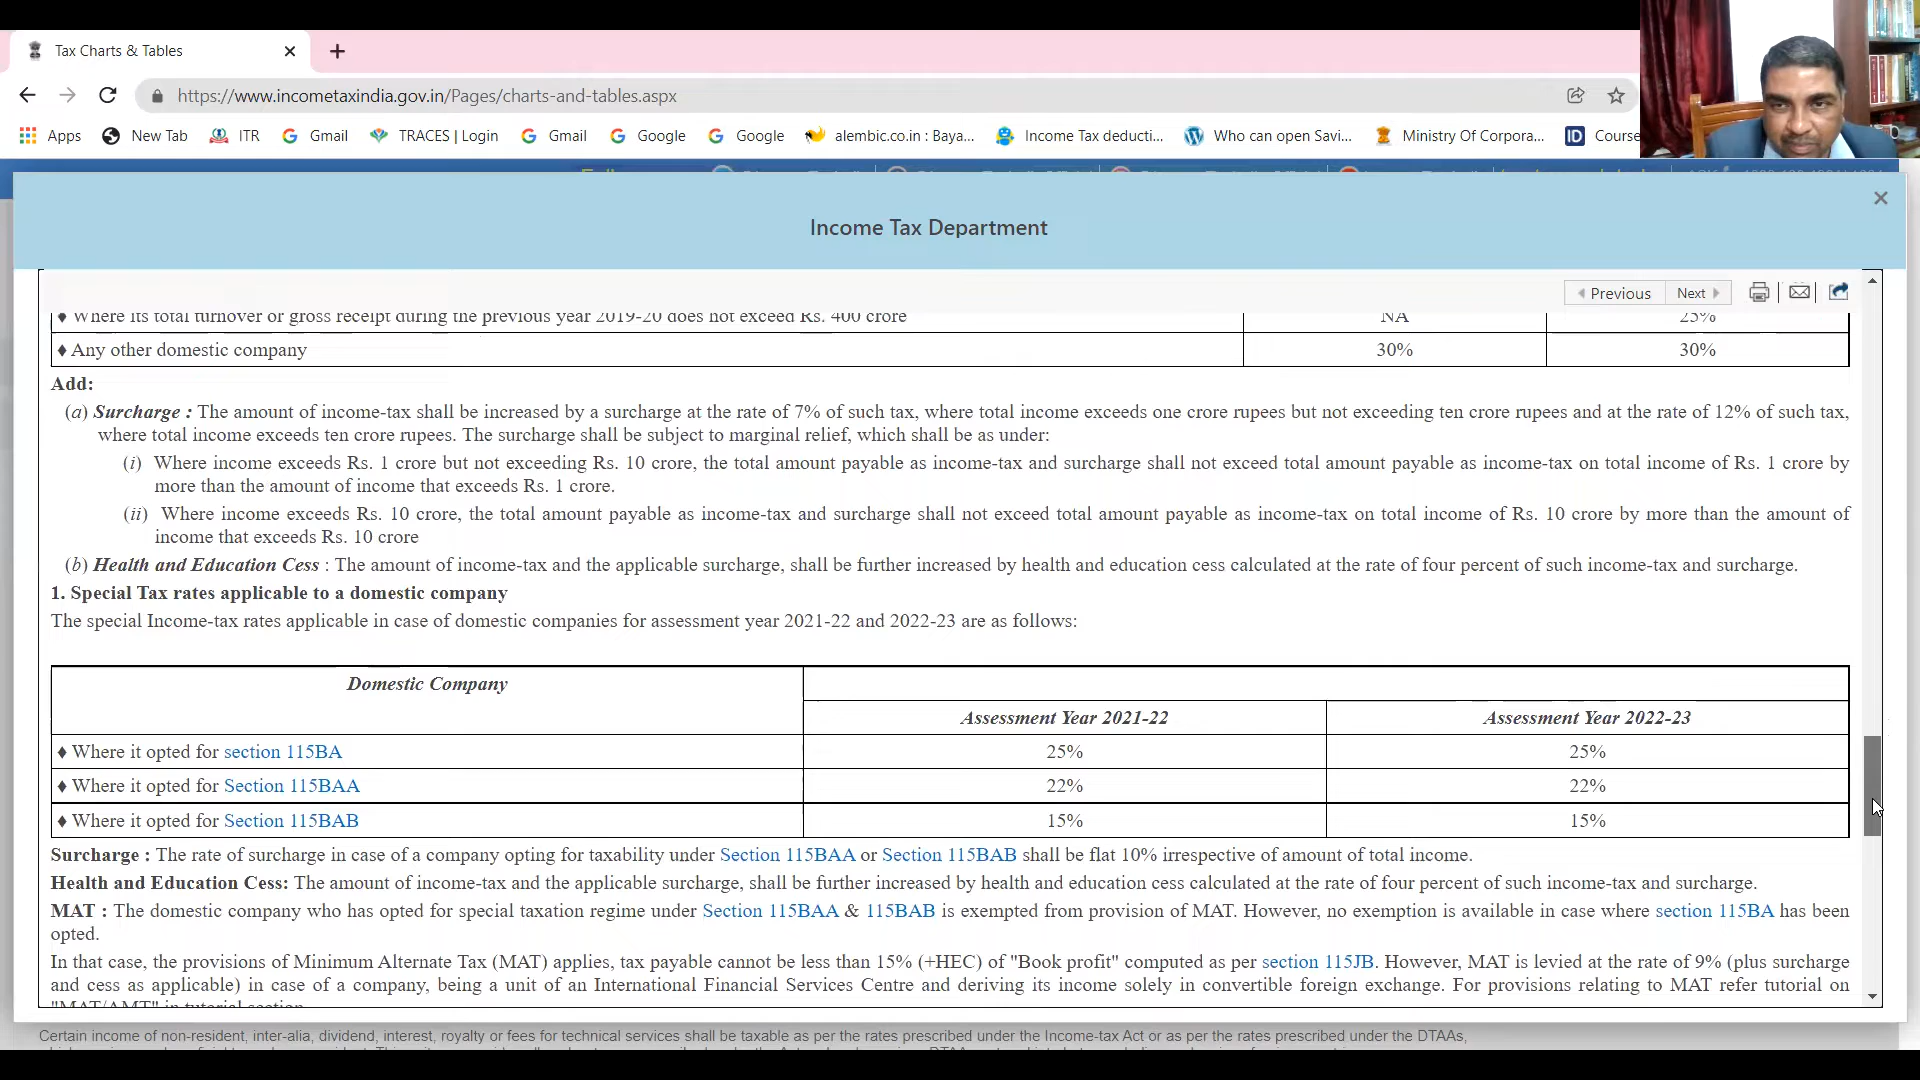 Tax Charts & Tables
https://www.incometaxindia.gov.in/Pages/charts-and-tables.aspx
Apps New Tab ITR Gmail TRACES | Login Gmail Google Google alembic.co.in : Baya... Income Tax deducti... Who can open Savi... Ministry Of Corpora... ID Course
Income Tax Department
Previous Next
♦ Where its total turnover or gross receipt during the previous year 2019-20 does not exceed Rs. 400 crore NA 25%
♦ Any other domestic company 30% 30%
Add:
(a) Surcharge : The amount of income-tax shall be increased by a surcharge at the rate of 7% of such tax, where total income exceeds one crore rupees but not exceeding ten crore rupees and at the rate of 12% of such tax,
where total income exceeds ten crore rupees. The surcharge shall be subject to marginal relief, which shall be as under:
(i) Where income exceeds Rs. 1 crore but not exceeding Rs. 10 crore, the total amount payable as income-tax and surcharge shall not exceed total amount payable as income-tax on total income of Rs. 1 crore by
more than the amount of income that exceeds Rs. 1 crore.
(ii) Where income exceeds Rs. 10 crore, the total amount payable as income-tax and surcharge shall not exceed total amount payable as income-tax on total income of Rs. 10 crore by more than the amount of
income that exceeds Rs. 10 crore
(b) Health and Education Cess : The amount of income-tax and the applicable surcharge, shall be further increased by health and education cess calculated at the rate of four percent of such income-tax and surcharge.
1. Special Tax rates applicable to a domestic company
The special Income-tax rates applicable in case of domestic companies for assessment year 2021-22 and 2022-23 are as follows:
Domestic Company
Assessment Year 2021-22 Assessment Year 2022-23
♦ Where it opted for section 115BA 25% 25%
♦ Where it opted for Section 115BAA 22% 22%
♦ Where it opted for Section 115BAB 15% 15%
Surcharge : The rate of surcharge in case of a company opting for taxability under Section 115BAA or Section 115BAB shall be flat 10% irrespective of amount of total income.
Health and Education Cess: The amount of income-tax and the applicable surcharge, shall be further increased by health and education cess calculated at the rate of four percent of such income-tax and surcharge.
MAT : The domestic company who has opted for special taxation regime under Section 115BAA & 115BAB is exempted from provision of MAT. However, no exemption is available in case where section 115BA has been
opted.
In that case, the provisions of Minimum Alternate Tax (MAT) applies, tax payable cannot be less than 15% (+HEC) of "Book profit" computed as per section 115JB. However, MAT is levied at the rate of 9% (plus surcharge
and cess as applicable) in case of a company, being a unit of an International Financial Services Centre and deriving its income solely in convertible foreign exchange. For provisions relating to MAT refer tutorial on
"MAT/AMT" in tutorial section
Certain income of non-resident, inter-alia, dividend, interest, royalty or fees for technical services shall be taxable as per the rates prescribed under the Income-tax Act or as per the rates prescribed under the DTAAs,